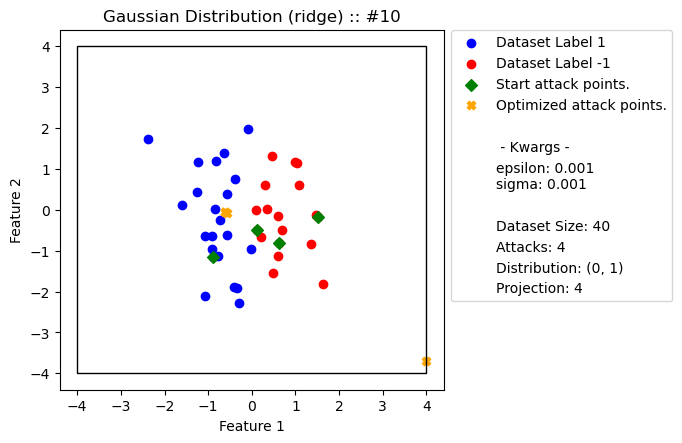 Gaussian Distribution (ridge) :: #10
4
3
2
1
0
−1
−2
−3
−4
Feature 2
−4 −3 −2 −1 0 1 2 3 4
Feature 1
Dataset Label 1
Dataset Label -1
Start attack points.
Optimized attack points.
- Kwargs -
epsilon: 0.001
sigma: 0.001
Dataset Size: 40
Attacks: 4
Distribution: (0, 1)
Projection: 4